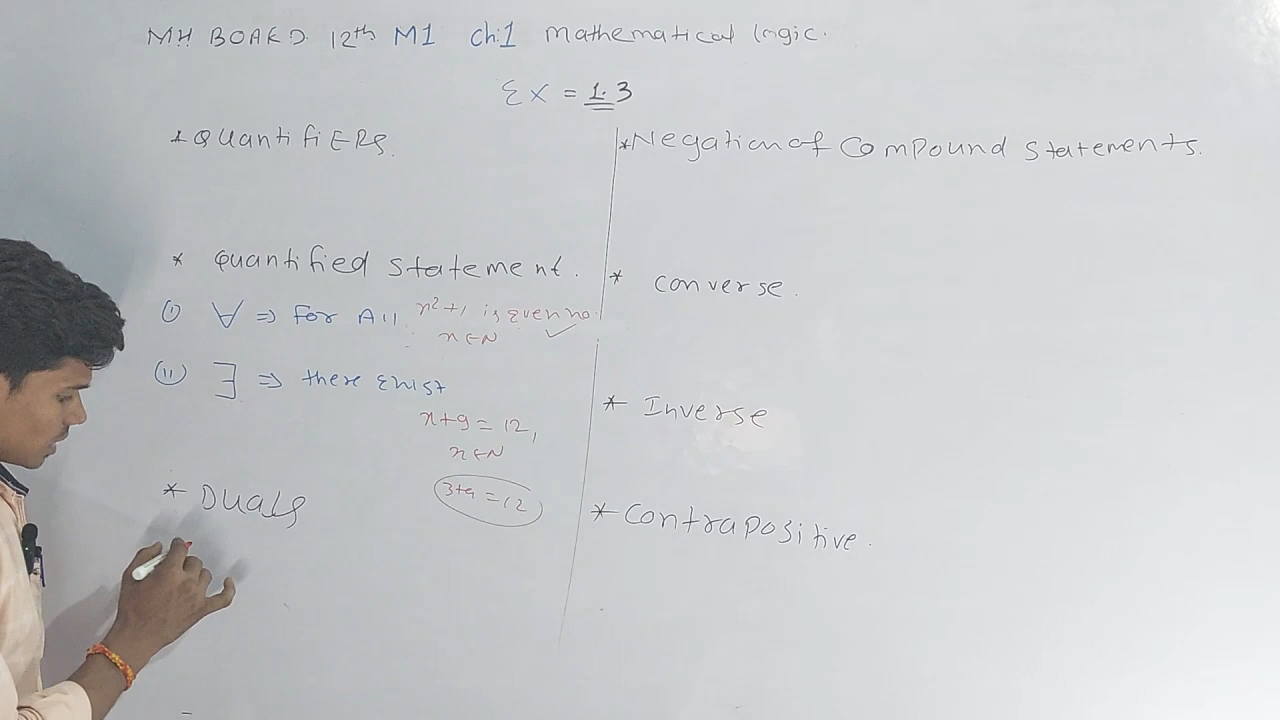 MH BOARD 12th M1 ch:1 mathematical logic.
Ex = 1.3
* QUantifiERS.
* Quantified statement.
(i) ∀ => For All x²+1 is even no.
x∈N
(ii) ∃ => there Exist
x+9=12,
x∈N
3+9=12
* DUals
* Negation of Compound statements.
* converse.
* Inverse
* Contrapositive.